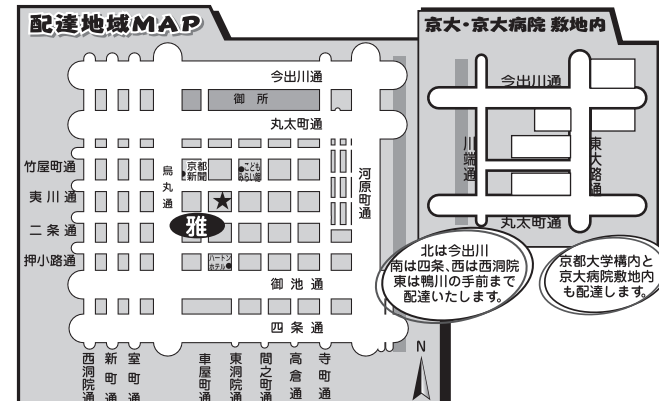 配達地域MAP
京大・京大病院 敷地内
今出川通
御所
丸太町通
竹屋町通
夷川通
二条通
押小路通
烏丸通
京都
新聞
こども
みらい館
雅
ハートン
ホテル
河原町通
御池通
四条通
西洞院通
新町通
室町通
車屋町通
東洞院通
間之町通
高倉通
寺町通
今出川通
川端通
東大路通
丸太町通
北は今出川
南は四条、西は西洞院
東は鴨川の手前まで
配達いたします。
京都大学構内と
京大病院敷地内
も配達します。
N